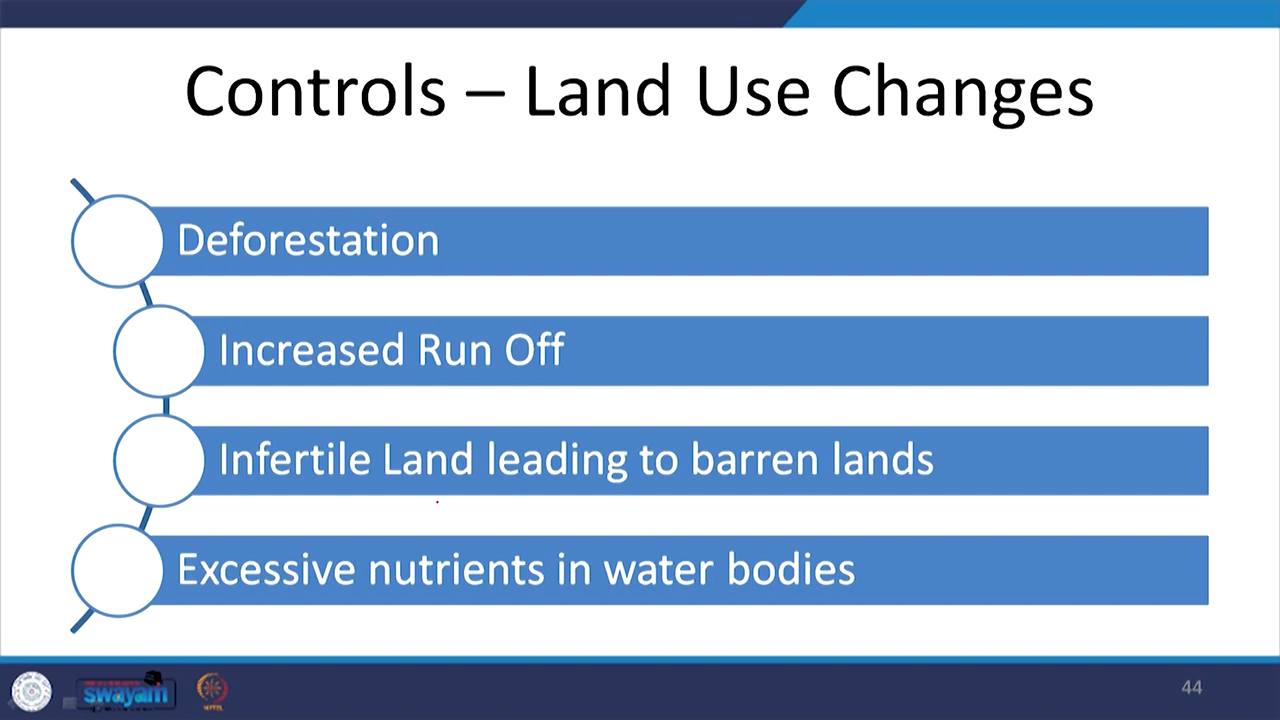 Controls – Land Use Changes
Deforestation
Increased Run Off
Infertile Land leading to barren lands
Excessive nutrients in water bodies
swayam
44